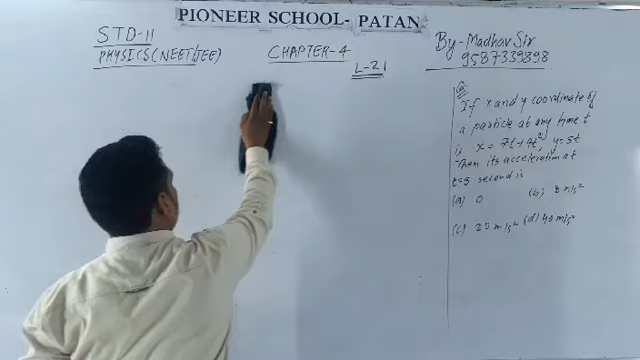 PIONEER SCHOOL- PATAN
STD-11
PHYSICS(NEET/JEE)
CHAPTER-4
L-21
By-Madhav Sir
9587339898
Q.
If x and y coordinate of
a particle at any time t
is x = 7t+4t², y=5t
Then its acceleration at
t=5 second is
(a) 0 (b) 8 m/s²
(c) 20 m/s² (d) 40 m/s²